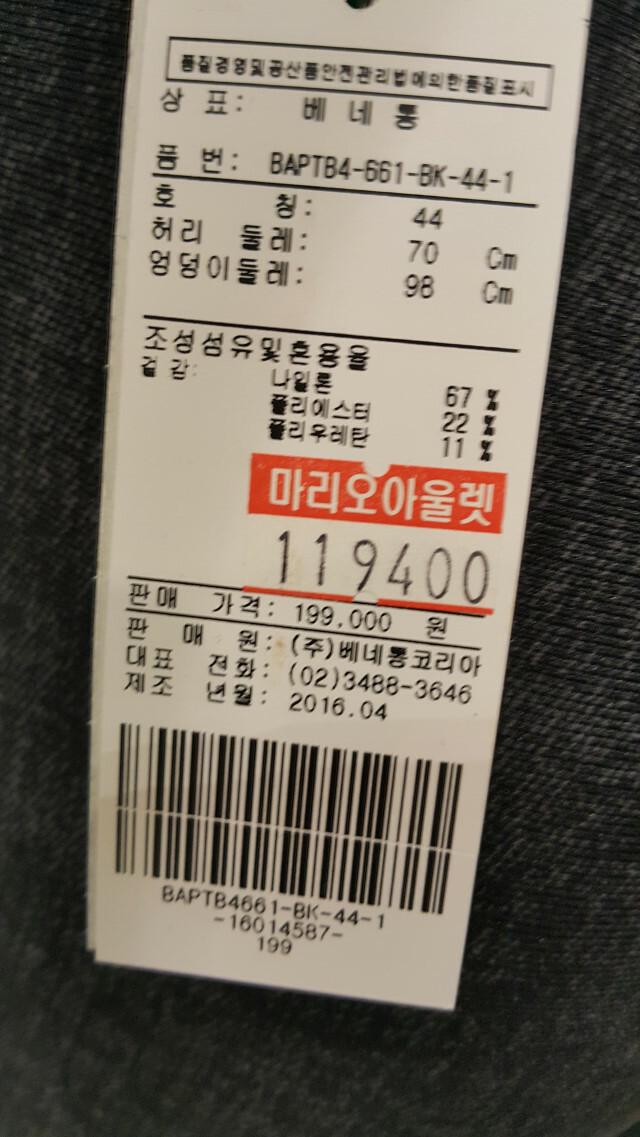 품질경영및공산품안전관리법에의한품질표시
상 표: 베네통
품 번: BAPTB4-661-BK-44-1
호 칭: 44
허리 둘레: 70 Cm
엉덩이둘레: 98 Cm
조성섬유및혼용율
겉 감: 나일론 67 %
폴리에스터 22 %
폴리우레탄 11 %
마리오아울렛
119400
판매 가격: 199,000 원
판 매 원: (주)베네통코리아
대표 전화: (02)3488-3646
제조 년월: 2016.04
BAPTB4661-BK-44-1
-16014587-
199